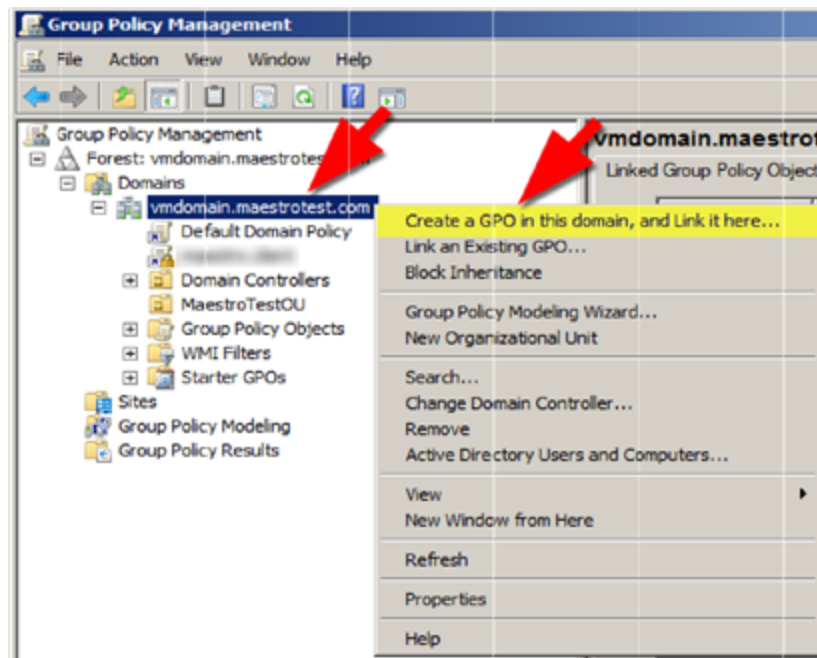 Group Policy Management
File Action View Window Help
Group Policy Management
Forest: vmdomain.maestrotes
Domains
vmdomain.maestrotest.com
Default Domain Policy
Domain Controllers
MaestroTestOU
Group Policy Objects
WMI Filters
Starter GPOs
Sites
Group Policy Modeling
Group Policy Results
vmdomain.maestrot
Linked Group Policy Object
Create a GPO in this domain, and Link it here...
Link an Existing GPO...
Block Inheritance
Group Policy Modeling Wizard...
New Organizational Unit
Search...
Change Domain Controller...
Remove
Active Directory Users and Computers...
View
New Window from Here
Refresh
Properties
Help